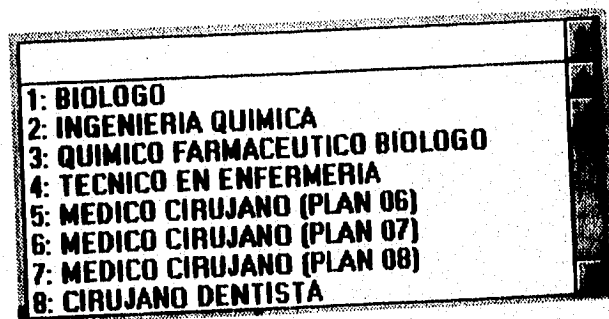 1: BIOLOGO
2: INGENIERIA QUIMICA
3: QUIMICO FARMACEUTICO BIOLOGO
4: TECNICO EN ENFERMERIA
5: MEDICO CIRUJANO (PLAN 06)
6: MEDICO CIRUJANO (PLAN 07)
7: MEDICO CIRUJANO (PLAN 08)
8: CIRUJANO DENTISTA